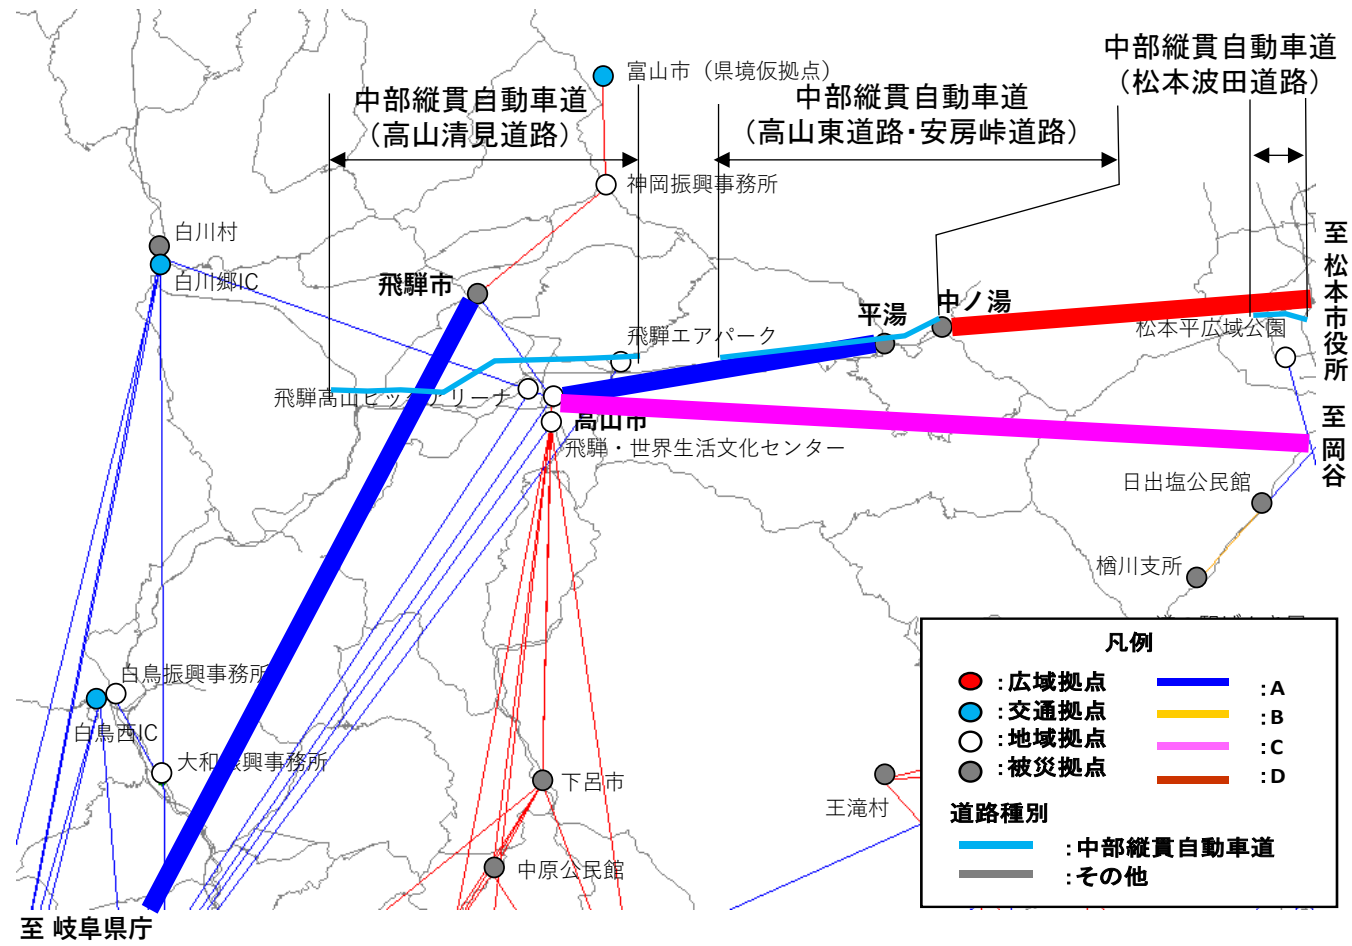 中部縦貫自動車道
（松本波田道路）
中部縦貫自動車道
（高山清見道路）
富山市（県境仮拠点）
中部縦貫自動車道
（高山東道路・安房峠道路）
神岡振興事務所
白川村
白川郷IC
飛騨市
至 松本市役所
平湯
中ノ湯
飛騨エアパーク
松本平広域公園
飛騨高山ビックアリーナ
高山市
飛騨・世界生活文化センター
至 岡谷
日出塩公民館
楢川支所
白鳥振興事務所
白鳥西IC
大和振興事務所
下呂市
王滝村
中原公民館
至 岐阜県庁
凡例
：広域拠点
：A
：交通拠点
：B
：地域拠点
：C
：被災拠点
：D
道路種別
：中部縦貫自動車道
：その他